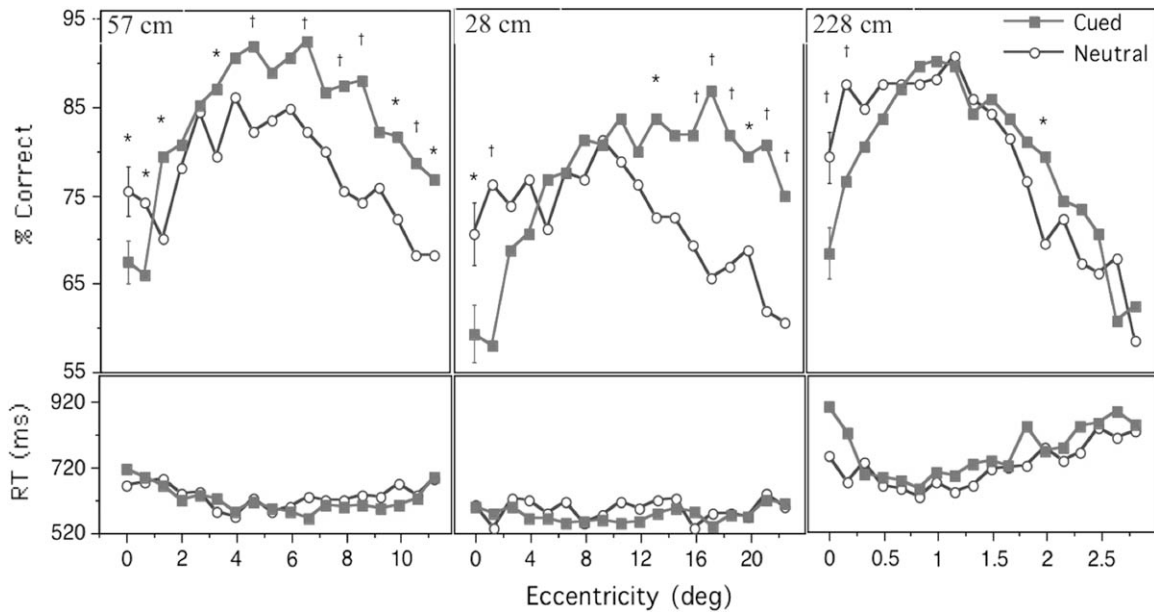 57 cm
28 cm
228 cm
Cued
Neutral
95
85
75
65
55
% Correct
* * * * † † † † * † *
* † * † † † * † †
† † *
920
720
520
RT (ms)
0 2 4 6 8 10
0 4 8 12 16 20
0 0.5 1 1.5 2 2.5
Eccentricity (deg)